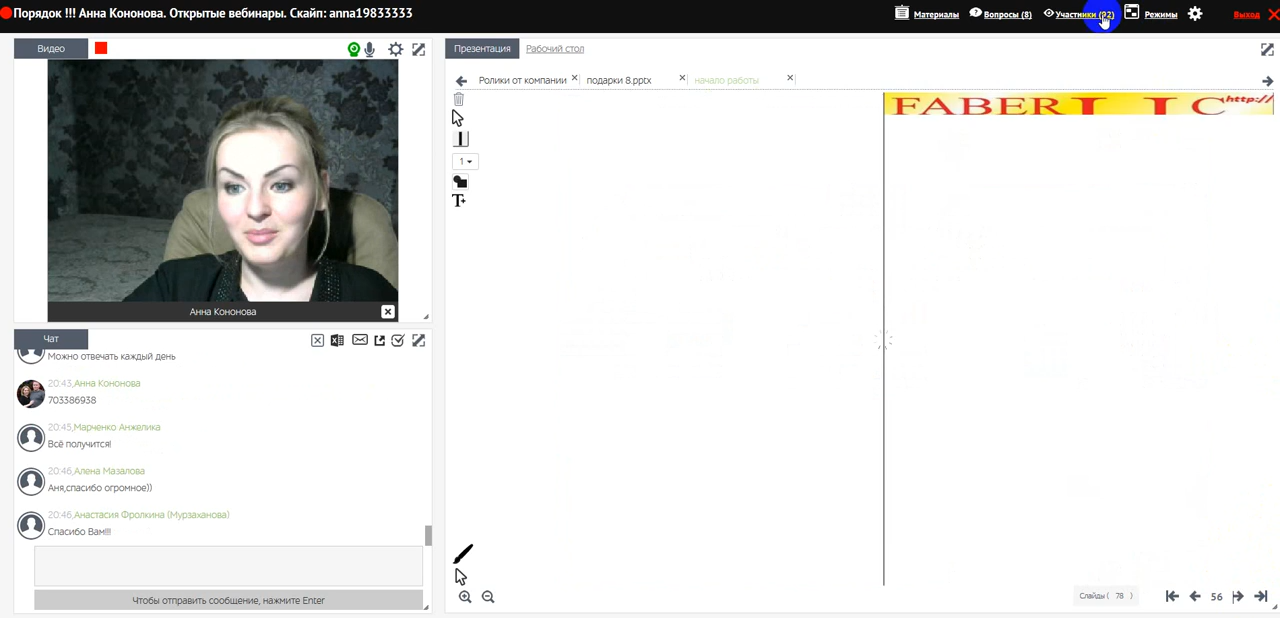 Порядок !!! Анна Кононова. Открытые вебинары. Скайп: anna19833333
Материалы
Вопросы (8)
Участники (22)
Режимы
Выход
Видео
Анна Кононова
Чат
Можно отвечать каждый день
20:43,Анна Кононова
703386938
20:45,Марченко Анжелика
Всё получится!
20:46,Алена Мазалова
Аня,спасибо огромное))
20:46,Анастасия Фролкина (Мурзаханова)
Спасибо Вам!!!
Чтобы отправить сообщение, нажмите Enter
Презентация
Рабочий стол
Ролики от компании
подарки 8.pptx
начало работы
1
T+
FABERLIC
http://
Слайды ( 78 )
56